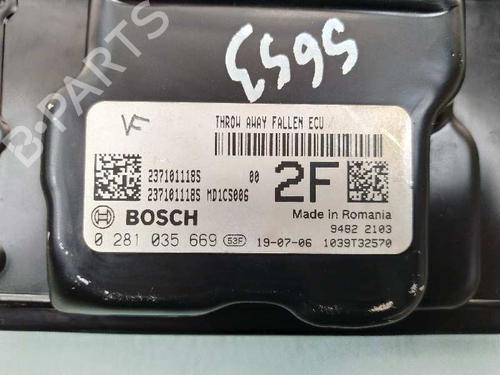 5653
VF
THROW AWAY FALLEN ECU
237101118S 00
237101118S MD1CS006
2F
BOSCH
Made in Romania
9482 2103
0 281 035 669 53F 19-07-06 1039T32570
B-PARTS